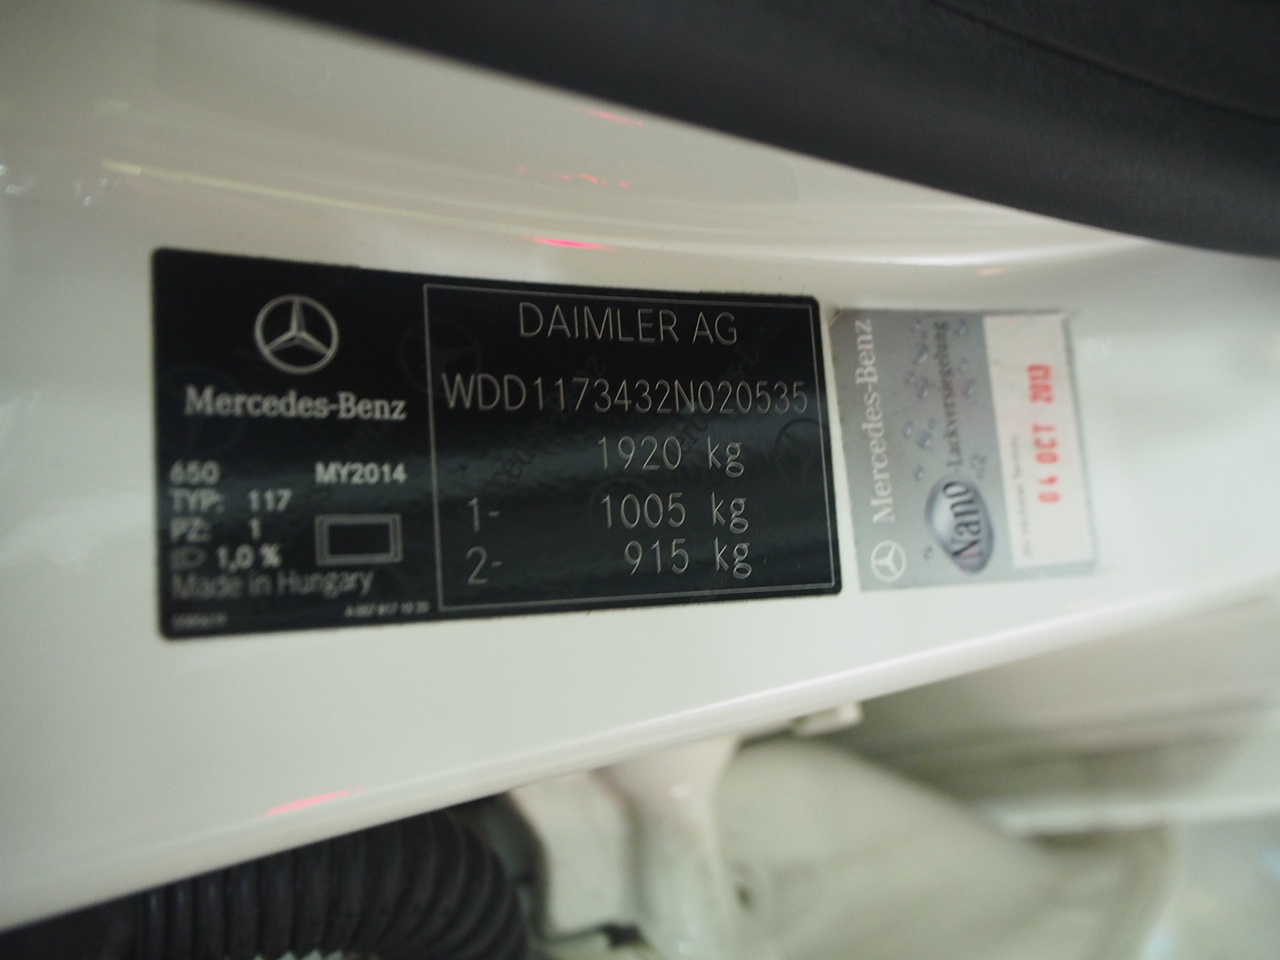 Mercedes-Benz
650 MY2014
TYP: 117
PZ: 1
1,0 %
Made in Hungary
DAIMLER AG
WDD1173432N020535
1920 kg
1- 1005 kg
2- 915 kg
Mercedes-Benz
Nano-Lackversiegelung
04 OCT 2013